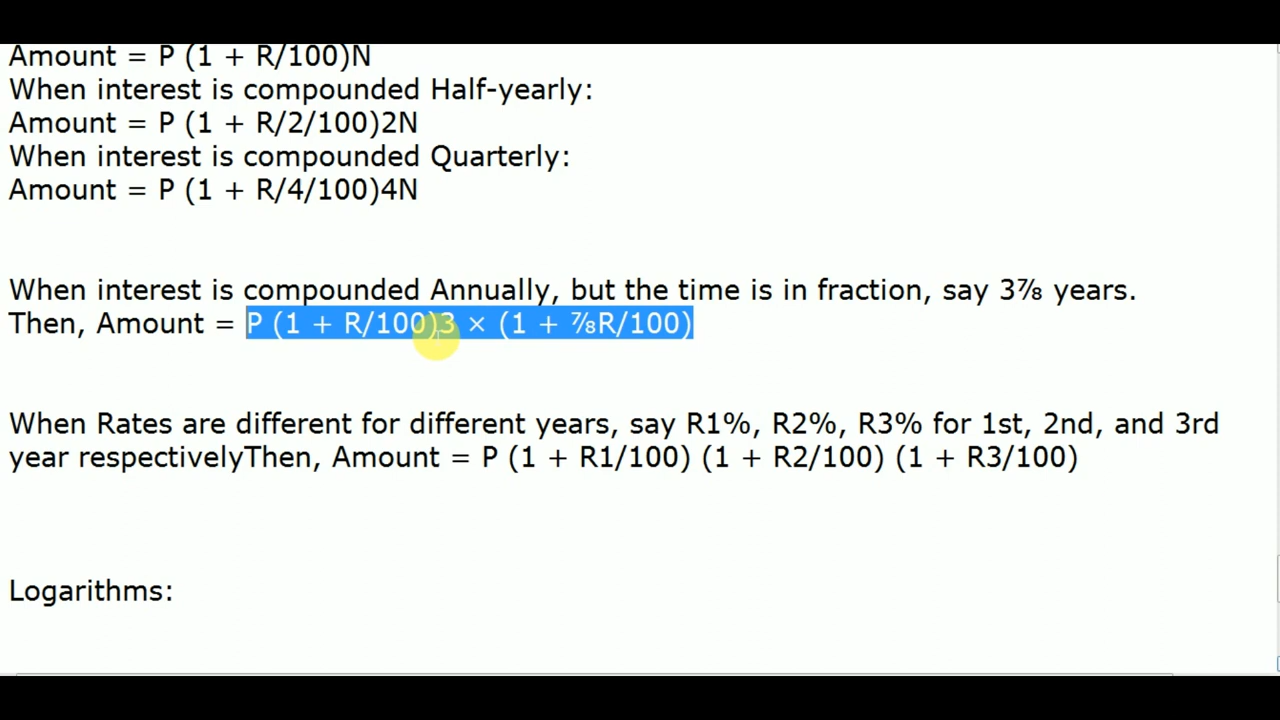 Amount = P (1 + R/100)N
When interest is compounded Half-yearly:
Amount = P (1 + R/2/100)2N
When interest is compounded Quarterly:
Amount = P (1 + R/4/100)4N
When interest is compounded Annually, but the time is in fraction, say 3⅞ years.
Then, Amount = P (1 + R/100)3 × (1 + ⅞R/100)
When Rates are different for different years, say R1%, R2%, R3% for 1st, 2nd, and 3rd
year respectivelyThen, Amount = P (1 + R1/100) (1 + R2/100) (1 + R3/100)
Logarithms: